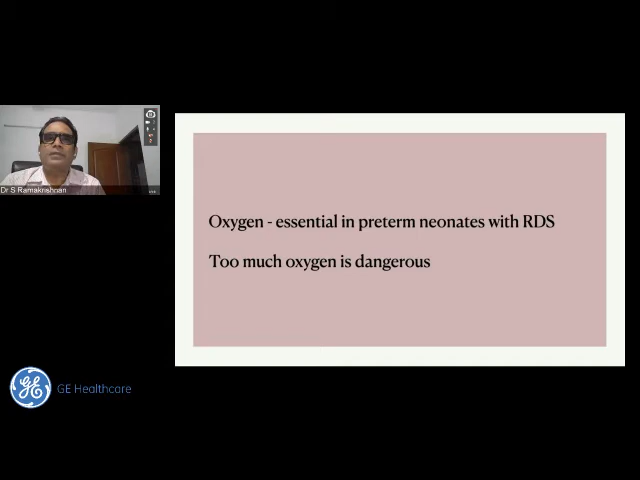 Dr S Ramakrishnan
Oxygen - essential in preterm neonates with RDS
Too much oxygen is dangerous
GE Healthcare